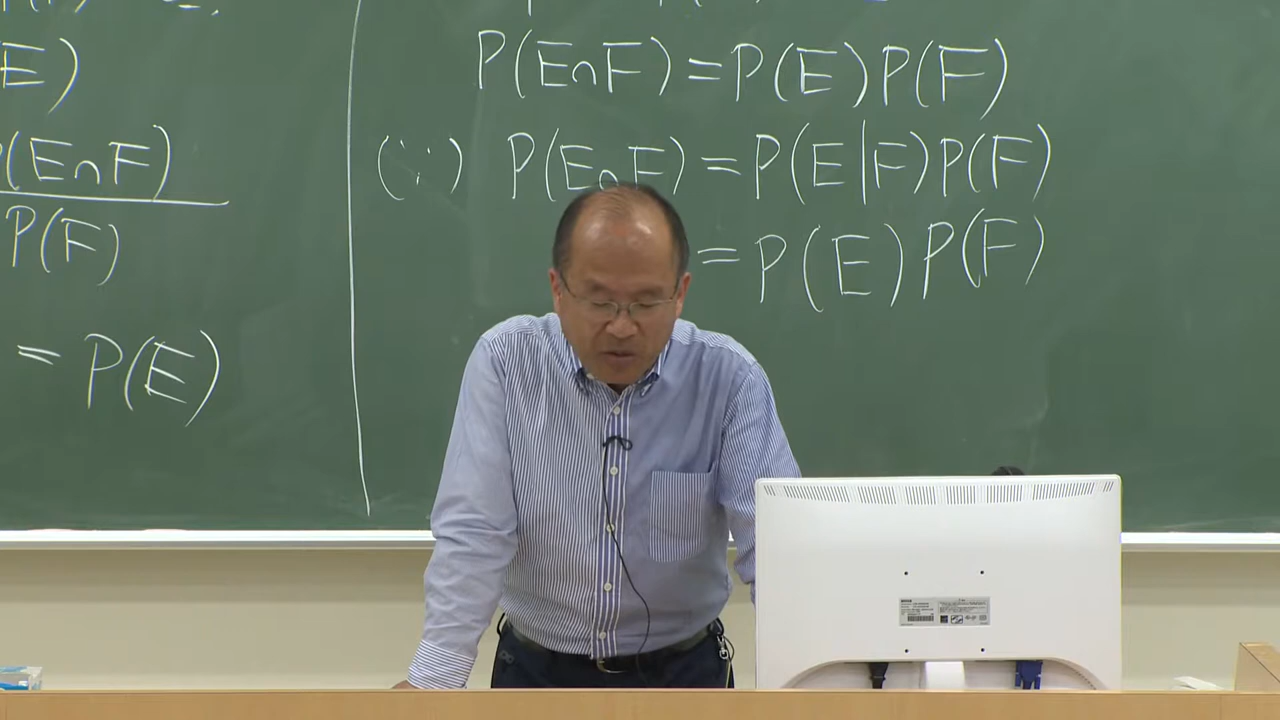 E)
P(E∩F)
P(F)
= P(E)
P(E∩F) = P(E)P(F)
(∵) P(E∩F) = P(E|F)P(F)
= P(E)P(F)